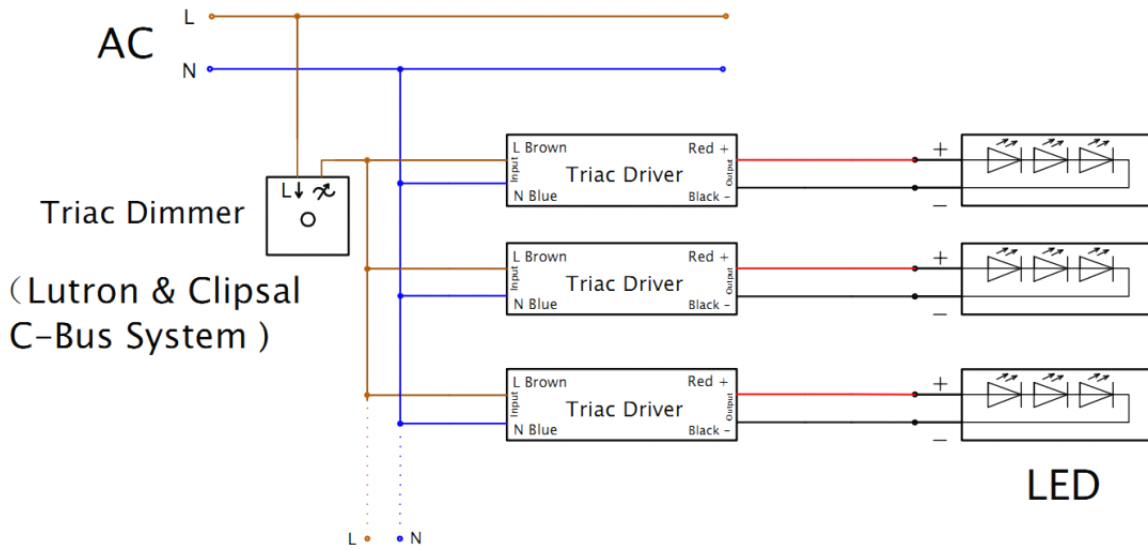 L
AC
N
L Brown
Red +
Input
Triac Driver
Output
N Blue
Black -
+
−
L
Triac Dimmer
（Lutron & Clipsal
C-Bus System )
L Brown
Red +
Input
Triac Driver
Output
N Blue
Black -
+
−
L Brown
Red +
Input
Triac Driver
Output
N Blue
Black -
+
−
LED
L
N